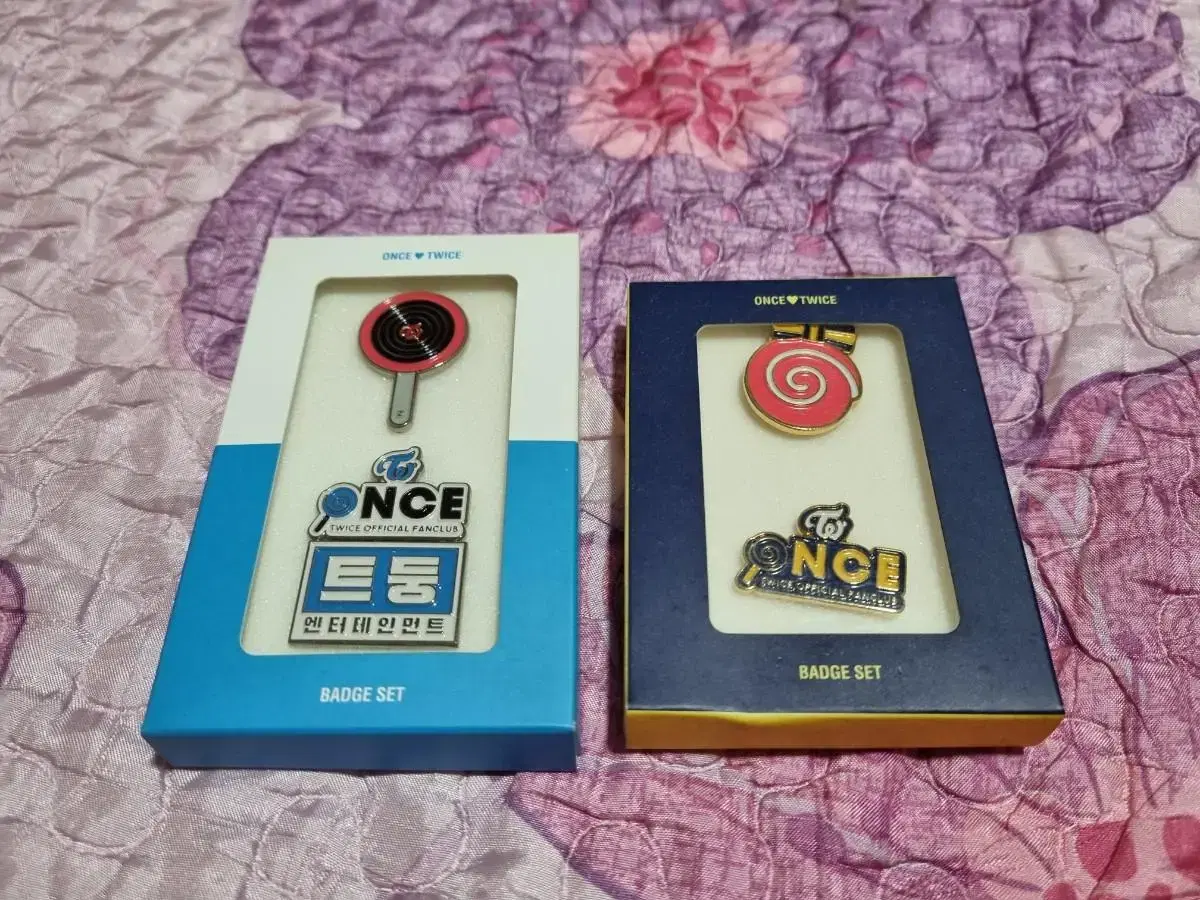 ONCE♥TWICE
ONCE
TWICE OFFICIAL FANCLUB
트둥
엔터테인먼트
BADGE SET
ONCE♥TWICE
ONCE
TWICE OFFICIAL FANCLUB
BADGE SET